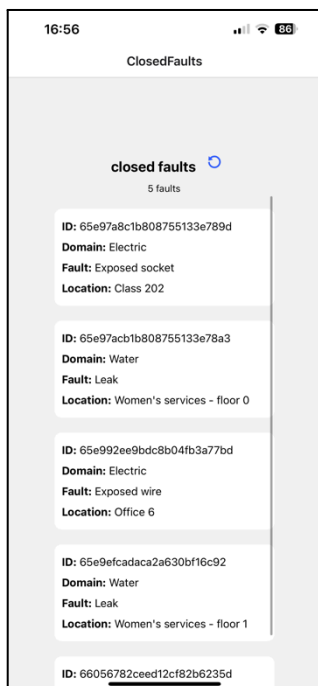 16:56
86
ClosedFaults
closed faults
5 faults
ID: 65e97a8c1b808755133e789d
Domain: Electric
Fault: Exposed socket
Location: Class 202
ID: 65e97acb1b808755133e78a3
Domain: Water
Fault: Leak
Location: Women's services - floor 0
ID: 65e992ee9bdc8b04fb3a77bd
Domain: Electric
Fault: Exposed wire
Location: Office 6
ID: 65e9efcadaca2a630bf16c92
Domain: Water
Fault: Leak
Location: Women's services - floor 1
ID: 66056782ceed12cf82b6235d